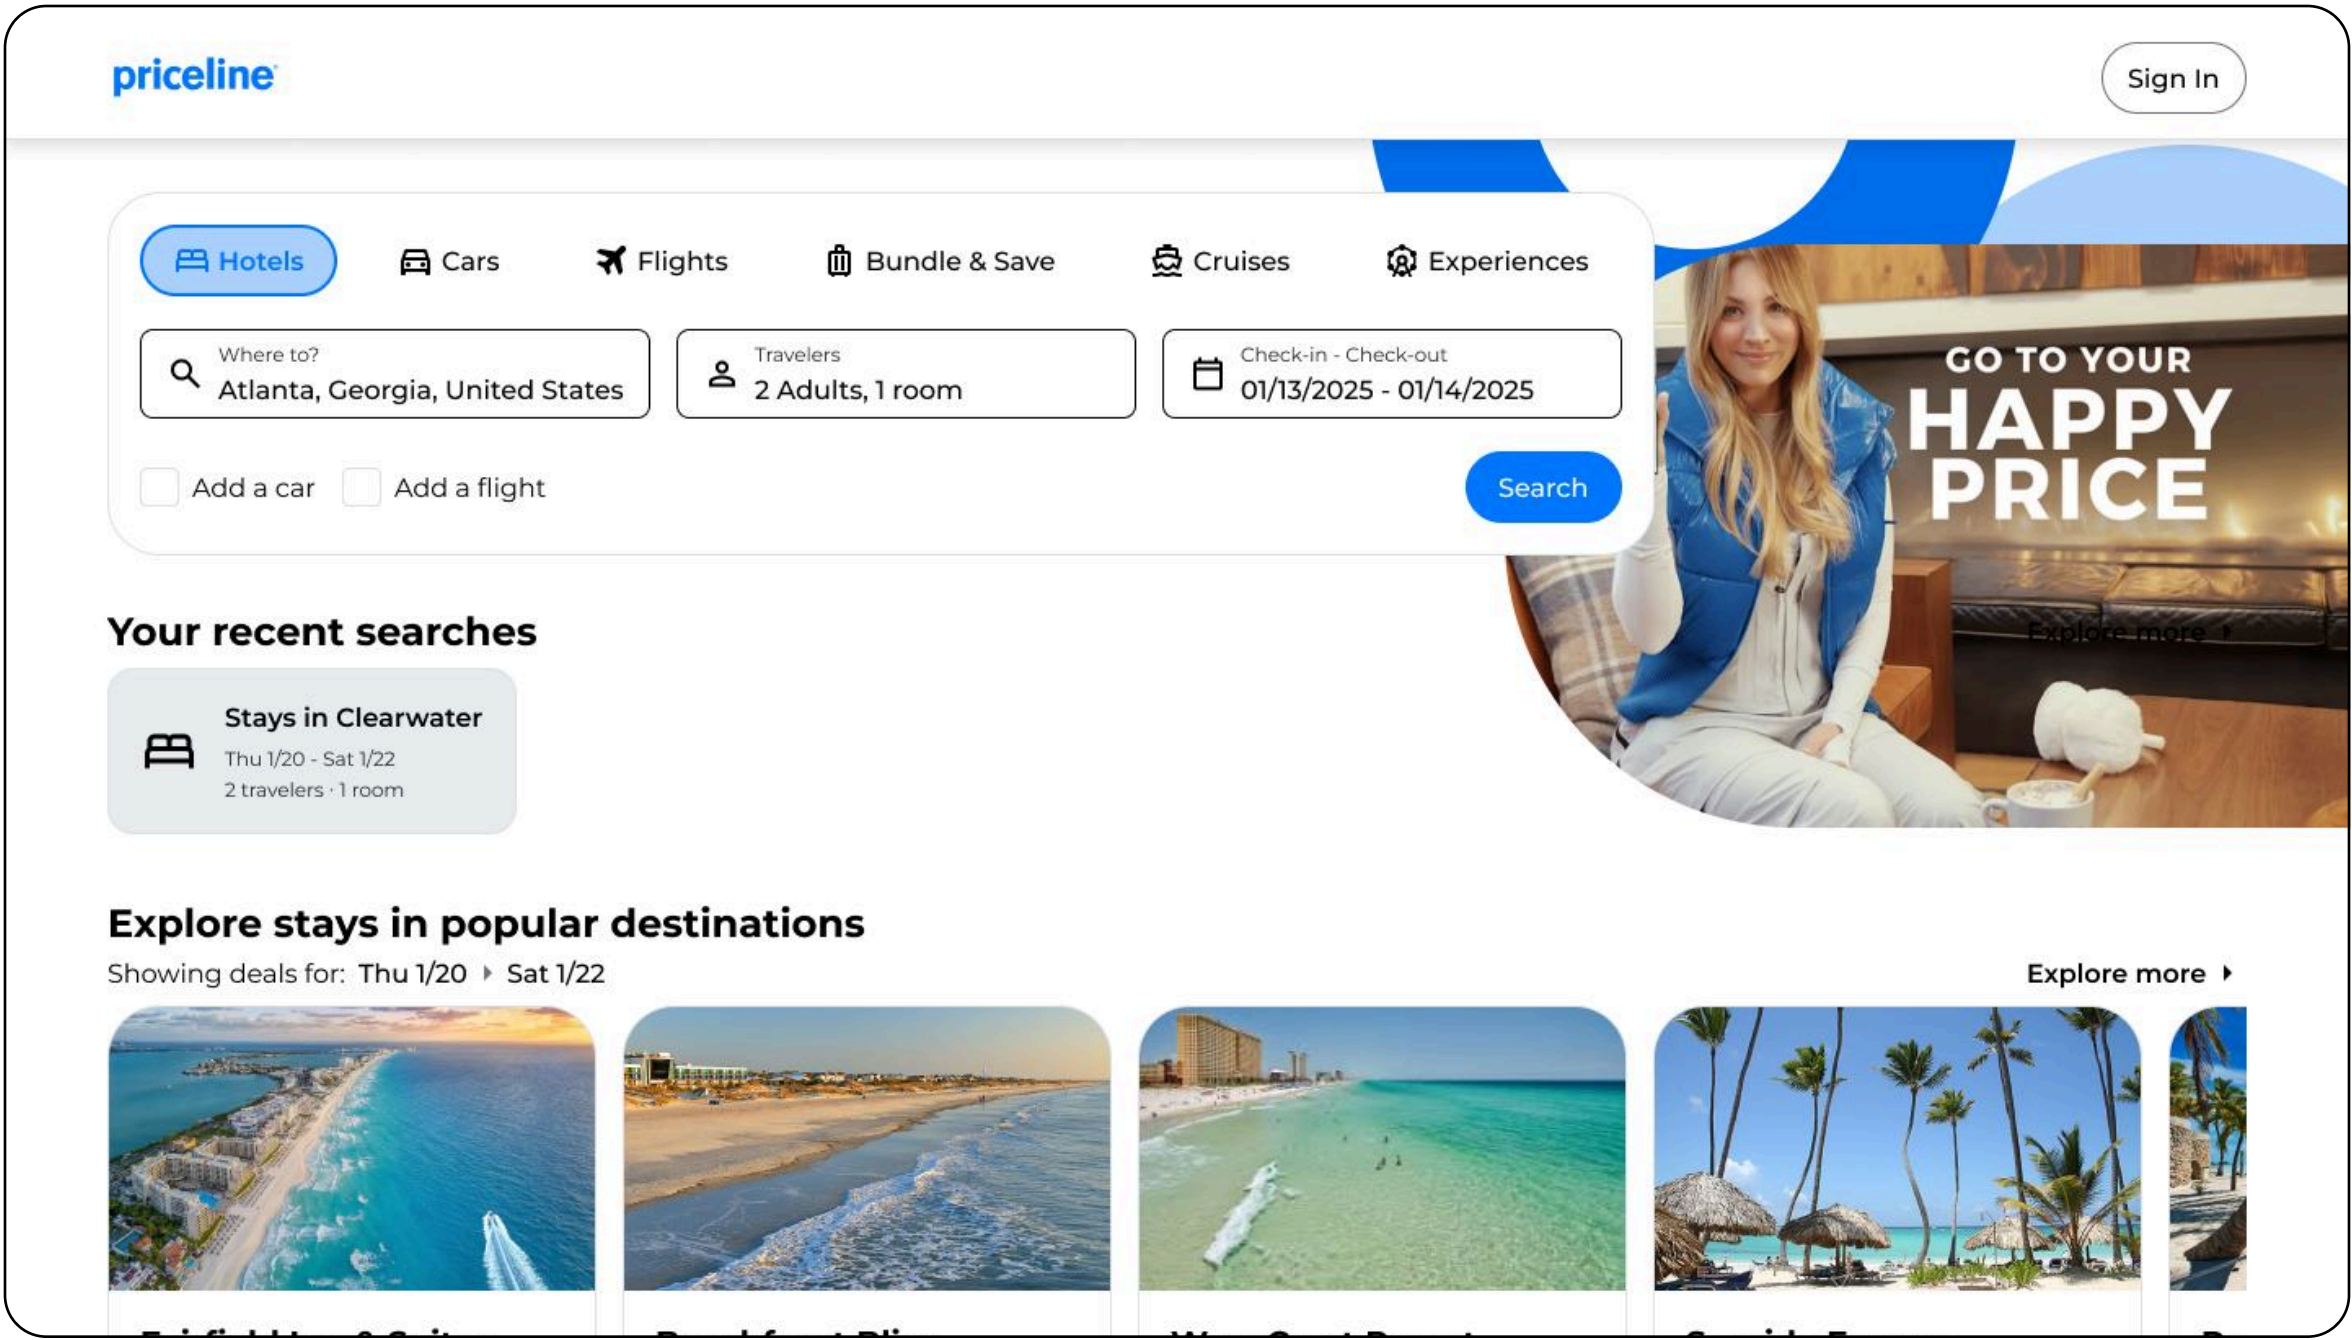 priceline
Sign In
Hotels
Cars
Flights
Bundle & Save
Cruises
Experiences
Where to?
Atlanta, Georgia, United States
Travelers
2 Adults, 1 room
Check-in - Check-out
01/13/2025 - 01/14/2025
Add a car
Add a flight
Search
GO TO YOUR
HAPPY
PRICE
Your recent searches
Explore more
Stays in Clearwater
Thu 1/20 - Sat 1/22
2 travelers · 1 room
Explore stays in popular destinations
Showing deals for: Thu 1/20 Sat 1/22
Explore more